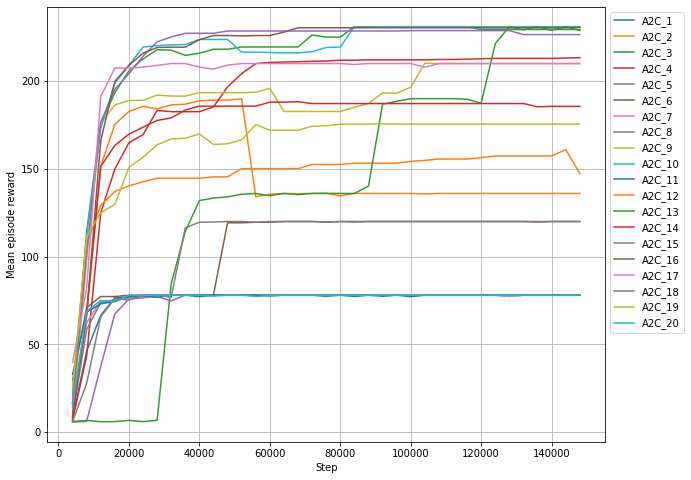 200
150
100
50
0
Mean episode reward
0 20000 40000 60000 80000 100000 120000 140000
Step
A2C_1
A2C_2
A2C_3
A2C_4
A2C_5
A2C_6
A2C_7
A2C_8
A2C_9
A2C_10
A2C_11
A2C_12
A2C_13
A2C_14
A2C_15
A2C_16
A2C_17
A2C_18
A2C_19
A2C_20